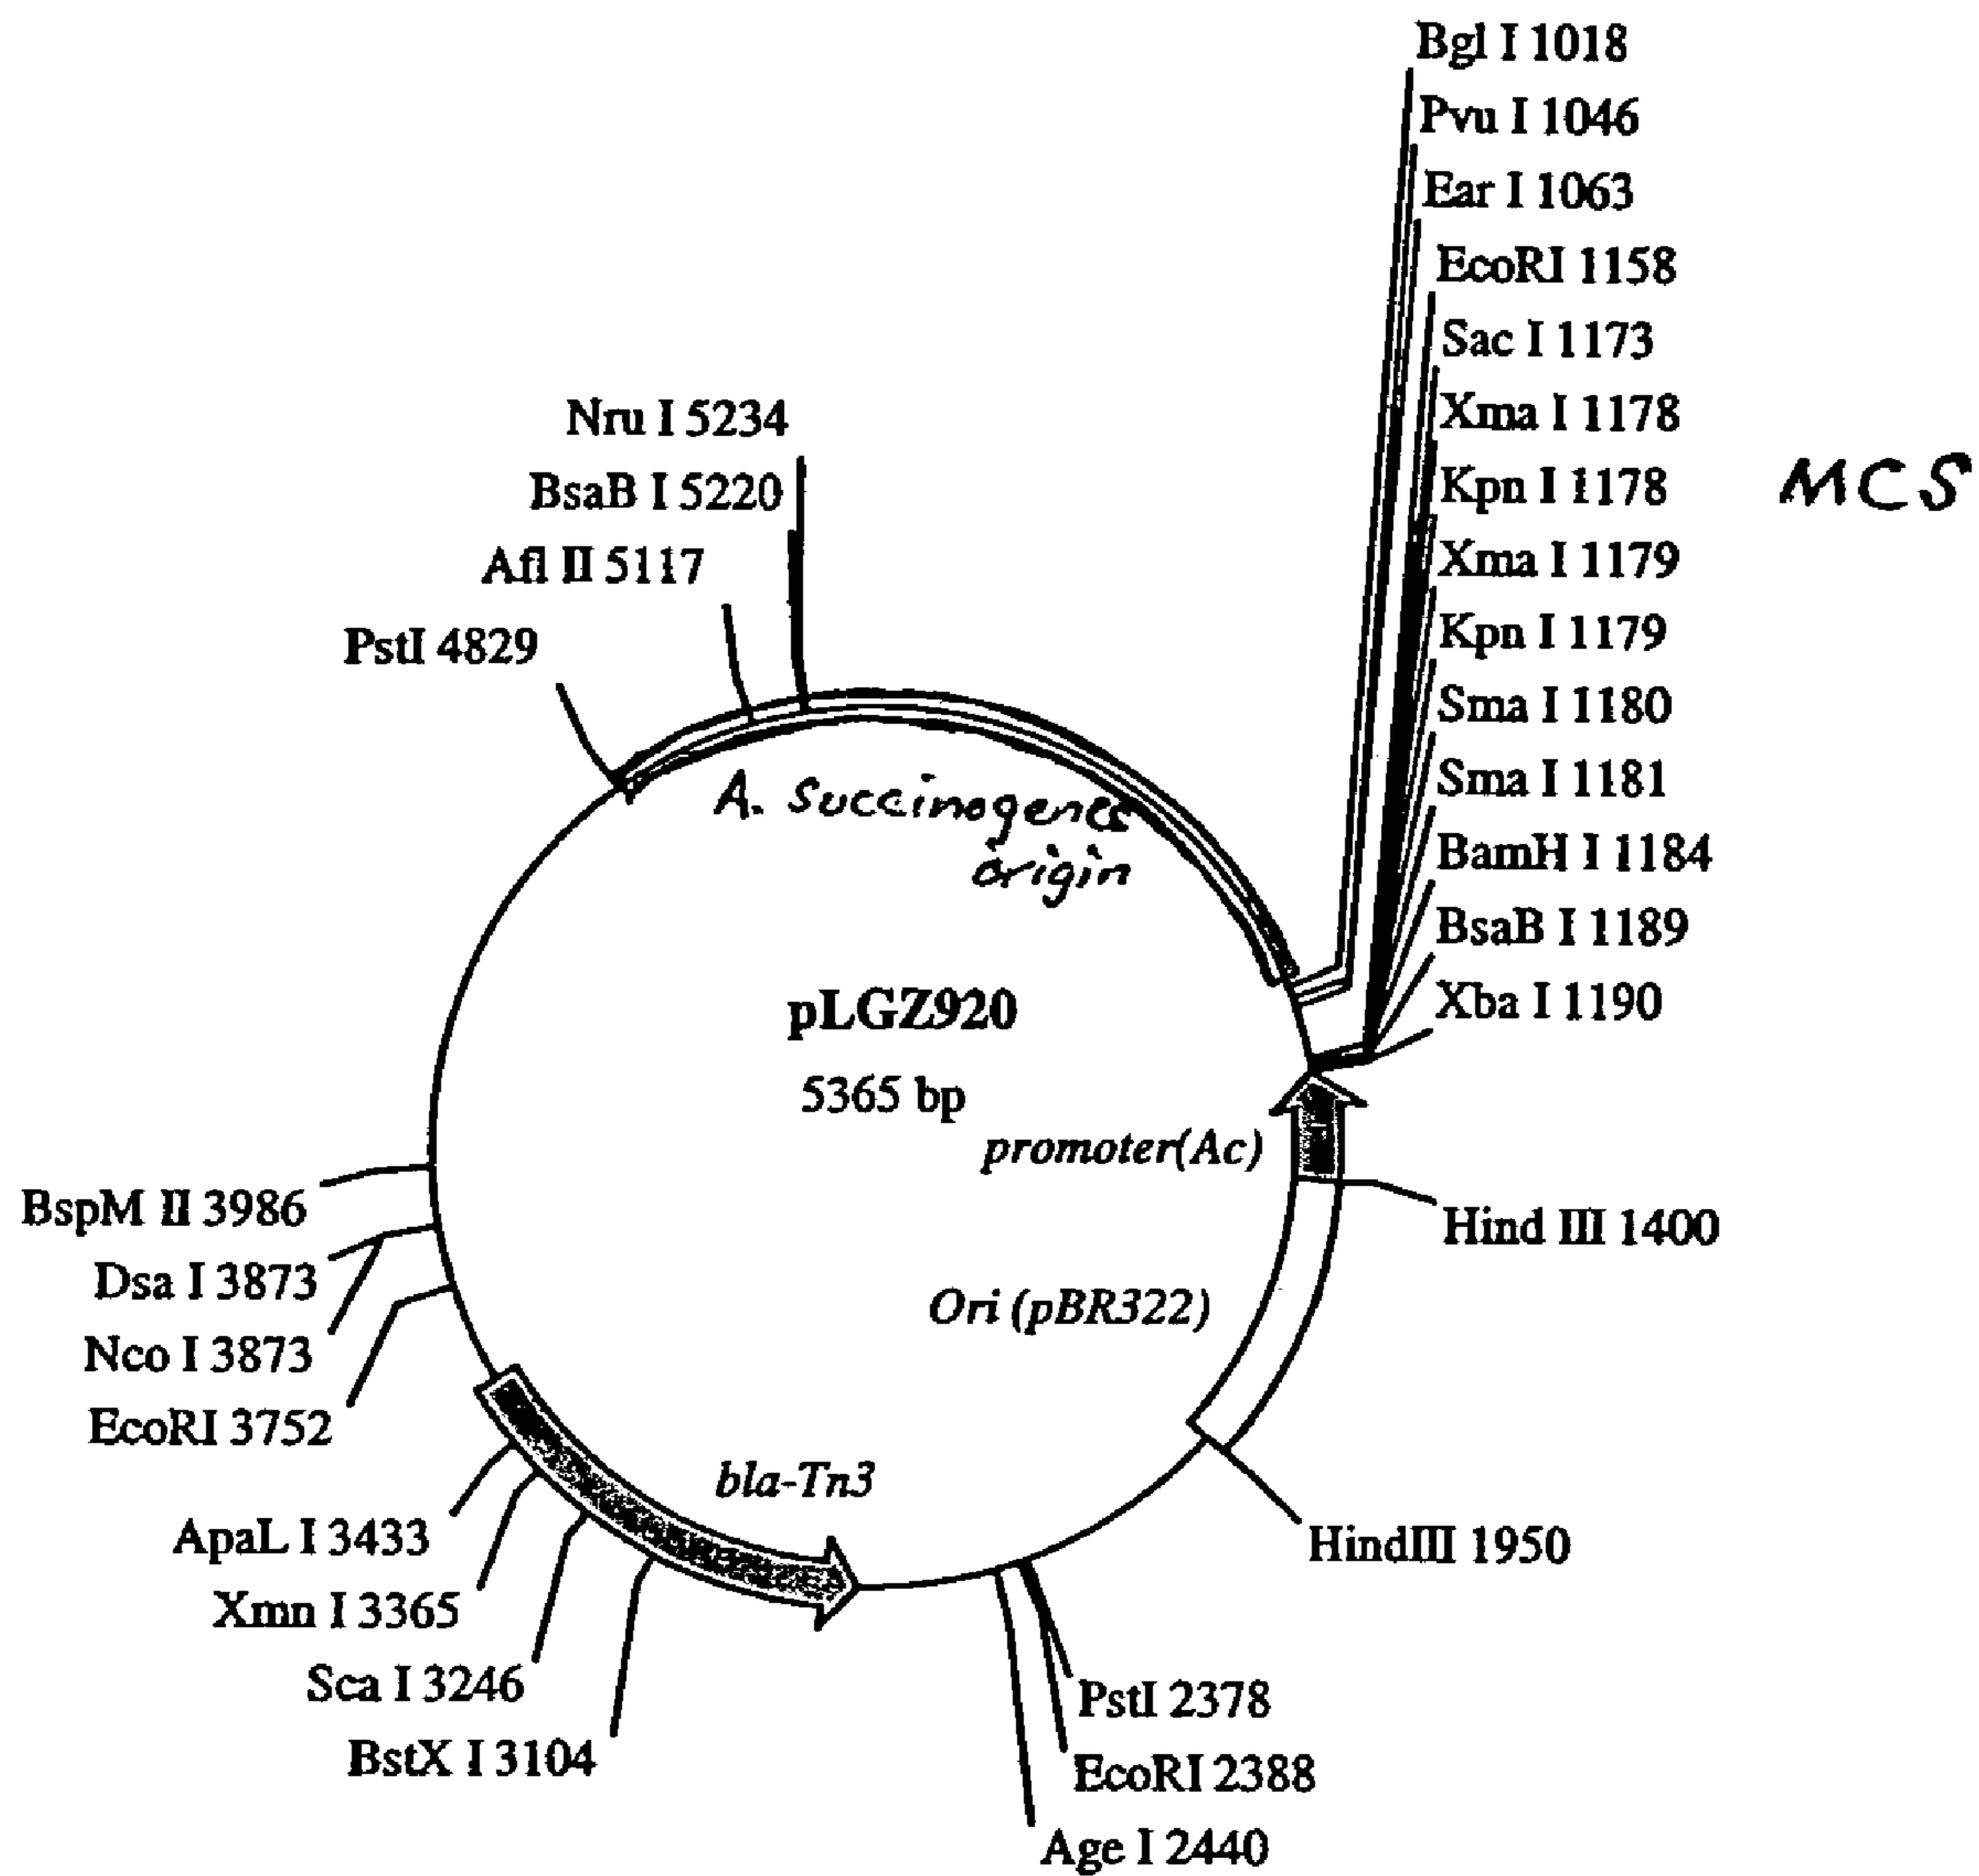 Bgl I 1018
Pvu I 1046
Ear I 1063
EcoRI 1158
Sac I 1173
Xma I 1178
Kpn I 1178
Xma I 1179
Kpn I 1179
Sma I 1180
Sma I 1181
BamH I 1184
BsaB I 1189
Xba I 1190
MCS
Nru I 5234
BsaB I 5220
Afl II 5117
PstI 4829
A. Succinogenes
origin
pLGZ920
5365 bp
promoter(Ac)
Hind III 1400
Ori (pBR322)
BspM II 3986
Dsa I 3873
Nco I 3873
EcoRI 3752
bla-Tn3
ApaL I 3433
Xmn I 3365
Sca I 3246
BstX I 3104
HindIII 1950
PstI 2378
EcoRI 2388
Age I 2440